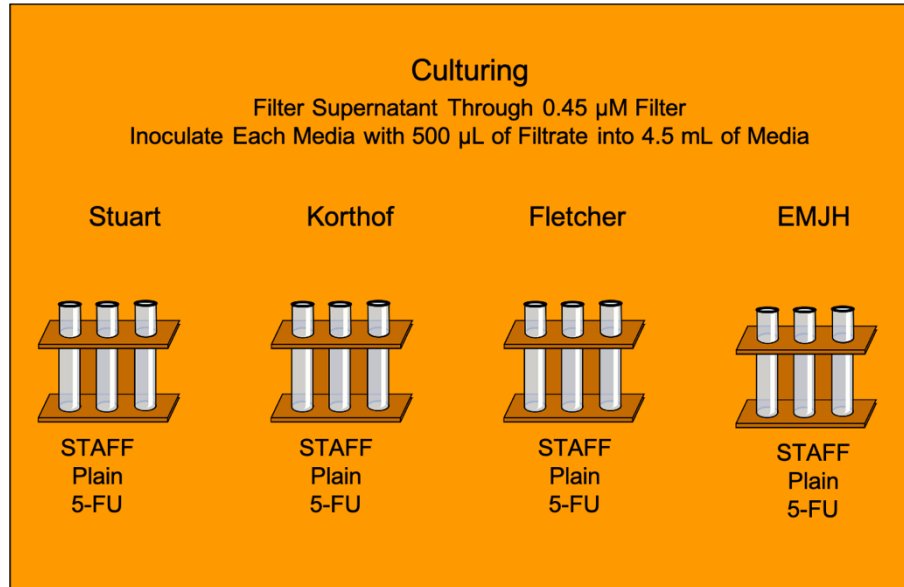 Culturing
Filter Supernatant Through 0.45 µM Filter
Inoculate Each Media with 500 µL of Filtrate into 4.5 mL of Media
Stuart
Korthof
Fletcher
EMJH
STAFF
Plain
5-FU
STAFF
Plain
5-FU
STAFF
Plain
5-FU
STAFF
Plain
5-FU